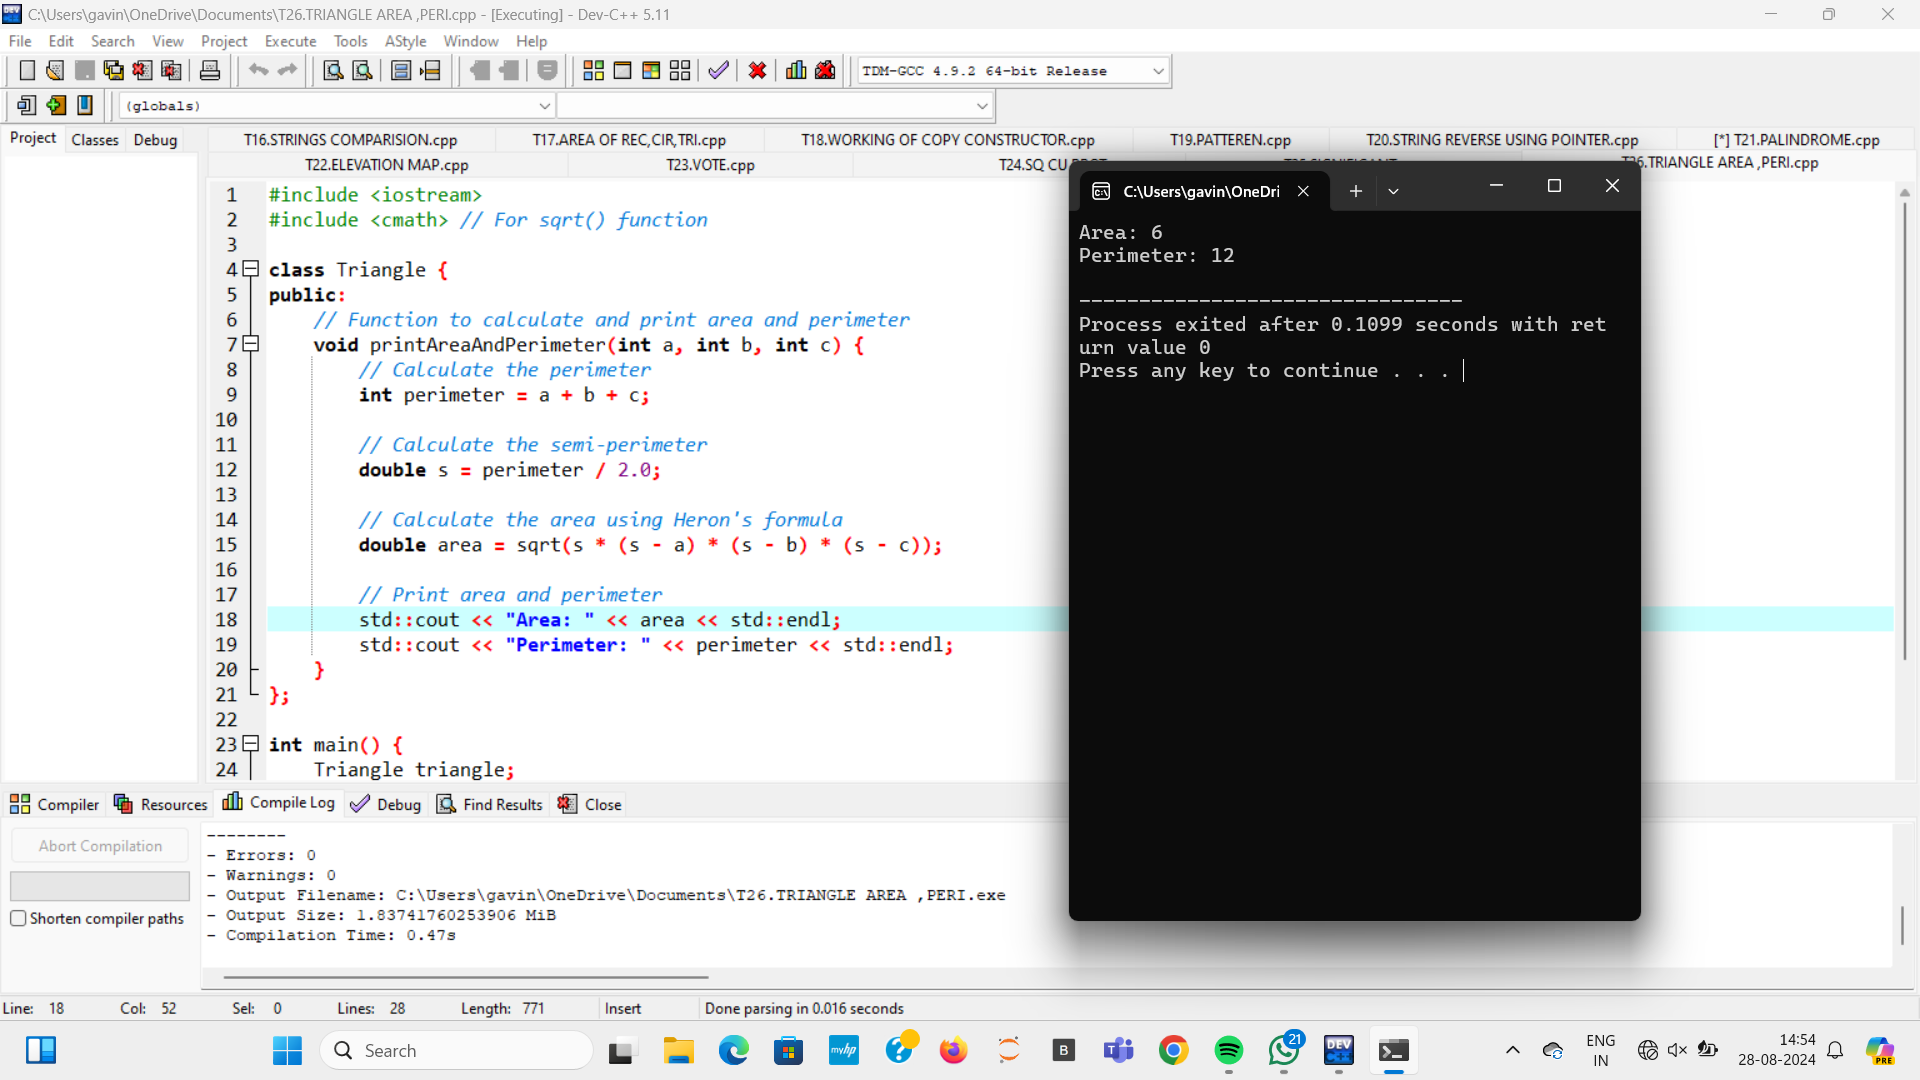 C:\Users\gavin\OneDrive\Documents\T26.TRIANGLE AREA ,PERI.cpp - [Executing] - Dev-C++ 5.11
File Edit Search View Project Execute Tools AStyle Window Help
TDM-GCC 4.9.2 64-bit Release
(globals)
Project Classes Debug
T16.STRINGS COMPARISION.cpp T17.AREA OF REC,CIR,TRI.cpp T18.WORKING OF COPY CONSTRUCTOR.cpp T19.PATTEREN.cpp T20.STRING REVERSE USING POINTER.cpp [*] T21.PALINDROME.cpp
T22.ELEVATION MAP.cpp T23.VOTE.cpp T24.SQ CU T26.TRIANGLE AREA ,PERI.cpp
1 #include <iostream>
2 #include <cmath> // For sqrt() function
3
4 class Triangle {
5 public:
6 // Function to calculate and print area and perimeter
7 void printAreaAndPerimeter(int a, int b, int c) {
8 // Calculate the perimeter
9 int perimeter = a + b + c;
10
11 // Calculate the semi-perimeter
12 double s = perimeter / 2.0;
13
14 // Calculate the area using Heron's formula
15 double area = sqrt(s * (s - a) * (s - b) * (s - c));
16
17 // Print area and perimeter
18 std::cout << "Area: " << area << std::endl;
19 std::cout << "Perimeter: " << perimeter << std::endl;
20 }
21 };
22
23 int main() {
24 Triangle triangle;
C:\Users\gavin\OneDri
Area: 6
Perimeter: 12
--------------------------------
Process exited after 0.1099 seconds with ret
urn value 0
Press any key to continue . . .
Compiler Resources Compile Log Debug Find Results Close
Abort Compilation
Shorten compiler paths
--------
- Errors: 0
- Warnings: 0
- Output Filename: C:\Users\gavin\OneDrive\Documents\T26.TRIANGLE AREA ,PERI.exe
- Output Size: 1.83741760253906 MiB
- Compilation Time: 0.47s
Line: 18 Col: 52 Sel: 0 Lines: 28 Length: 771 Insert Done parsing in 0.016 seconds
Search
myhp
B
21
DEV
C++
ENG
IN
14:54
28-08-2024
PRE